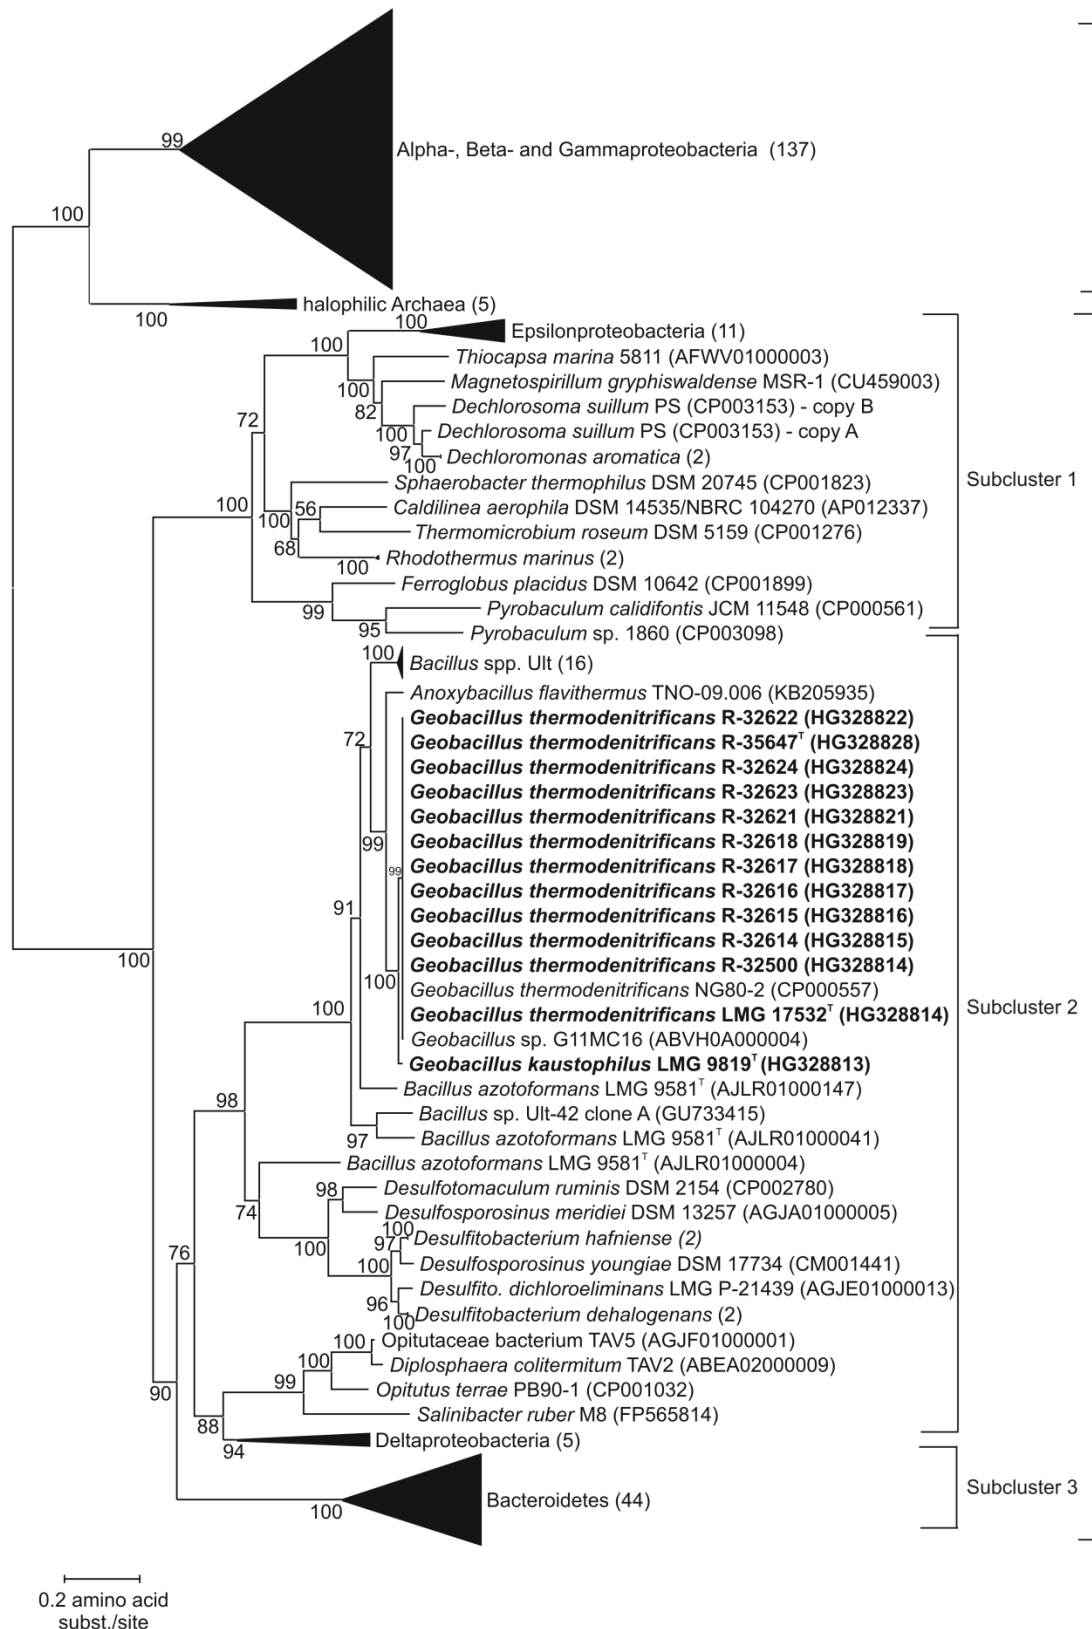 99
Alpha-, Beta- and Gammaproteobacteria (137)
100
halophilic Archaea (5)
100
100
Epsilonproteobacteria (11)
100
Thiocapsa marina 5811 (AFWV01000003)
100
Magnetospirillum gryphiswaldense MSR-1 (CU459003)
82
Dechlorosoma suillum PS (CP003153) - copy B
72
100
Dechlorosoma suillum PS (CP003153) - copy A
97
100
Dechloromonas aromatica (2)
Sphaerobacter thermophilus DSM 20745 (CP001823)
Subcluster 1
100
56
Caldilinea aerophila DSM 14535/NBRC 104270 (AP012337)
100
Thermomicrobium roseum DSM 5159 (CP001276)
68
100
Rhodothermus marinus (2)
Ferroglobus placidus DSM 10642 (CP001899)
99
Pyrobaculum calidifontis JCM 11548 (CP000561)
95
Pyrobaculum sp. 1860 (CP003098)
100
Bacillus spp. Ult (16)
Anoxybacillus flavithermus TNO-09.006 (KB205935)
Geobacillus thermodenitrificans R-32622 (HG328822)
72
Geobacillus thermodenitrificans R-35647ᵀ (HG328828)
Geobacillus thermodenitrificans R-32624 (HG328824)
Geobacillus thermodenitrificans R-32623 (HG328823)
Geobacillus thermodenitrificans R-32621 (HG328821)
99
Geobacillus thermodenitrificans R-32618 (HG328819)
99
Geobacillus thermodenitrificans R-32617 (HG328818)
Geobacillus thermodenitrificans R-32616 (HG328817)
91
Geobacillus thermodenitrificans R-32615 (HG328816)
Geobacillus thermodenitrificans R-32614 (HG328815)
100
Geobacillus thermodenitrificans R-32500 (HG328814)
100
Geobacillus thermodenitrificans NG80-2 (CP000557)
100
Geobacillus thermodenitrificans LMG 17532ᵀ (HG328814)
Subcluster 2
Geobacillus sp. G11MC16 (ABVH0A000004)
Geobacillus kaustophilus LMG 9819ᵀ (HG328813)
Bacillus azotoformans LMG 9581ᵀ (AJLR01000147)
98
Bacillus sp. Ult-42 clone A (GU733415)
97
Bacillus azotoformans LMG 9581ᵀ (AJLR01000041)
Bacillus azotoformans LMG 9581ᵀ (AJLR01000004)
98
Desulfotomaculum ruminis DSM 2154 (CP002780)
74
Desulfosporosinus meridiei DSM 13257 (AGJA01000005)
100
100
97
Desulfitobacterium hafniense (2)
76
100
Desulfosporosinus youngiae DSM 17734 (CM001441)
96
Desulfito. dichloroeliminans LMG P-21439 (AGJE01000013)
100
Desulfitobacterium dehalogenans (2)
100
Opitutaceae bacterium TAV5 (AGJF01000001)
100
Diplosphaera colitermitum TAV2 (ABEA02000009)
90
99
Opitutus terrae PB90-1 (CP001032)
88
Salinibacter ruber M8 (FP565814)
94
Deltaproteobacteria (5)
Subcluster 3
100
Bacteroidetes (44)
0.2 amino acid
subst./site